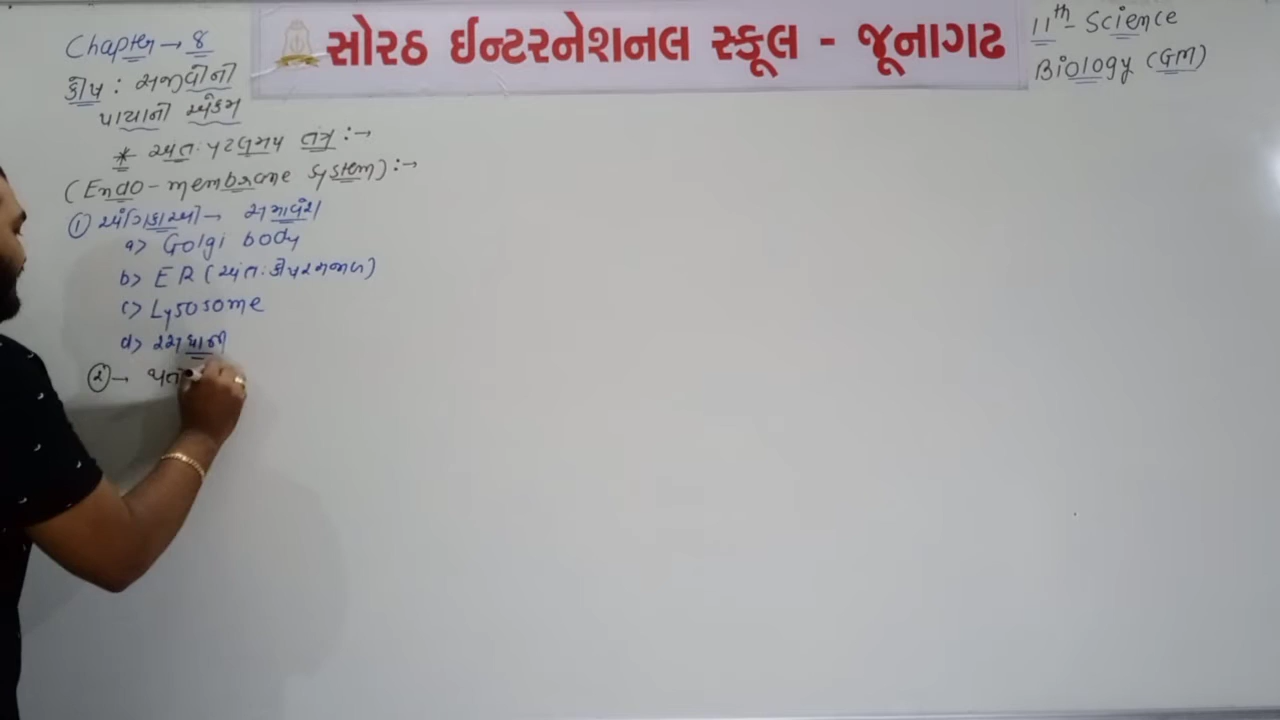 સોરઠ ઈન્ટરનેશનલ સ્કૂલ - જૂનાગઢ
11th - Science
Biology (GM)
Chapter → 8
કોષ : સજીવોનો
પાયાનો એકમ
* અંતઃપટલમય તંત્ર :→
(Endo-membrane system) :→
① અંગિકાઓ → સમાવેશ
a> Golgi body
b> ER (અંતઃકોષરસજાળ)
c> Lysosome
d> રસધાની
②→